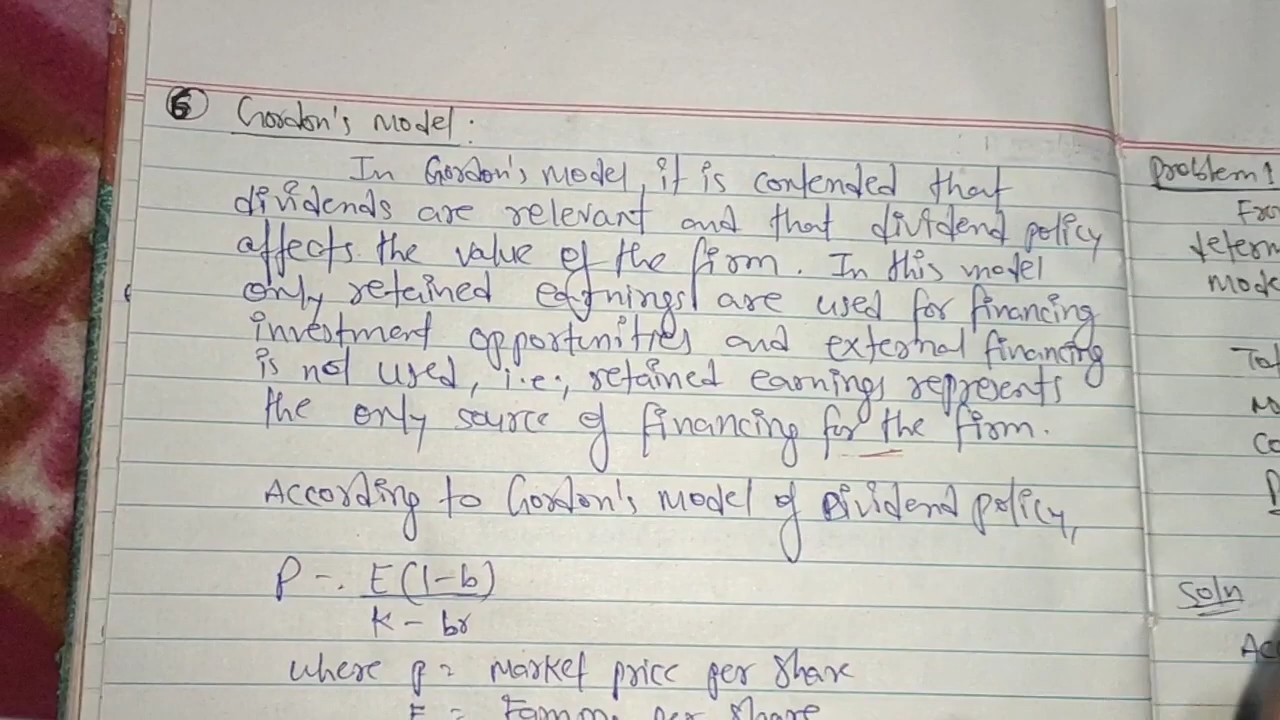 6 Gordon's model:
In Gordon's model, it is contended that
dividends are relevant and that dividend policy
affects the value of the firm. In this model
only retained earnings are used for financing
investment opportunities and external financing
is not used, i.e., retained earnings represents
the only source of financing for the firm.
According to Gordon's model of Dividend policy,
P = E(1-b)
K - br
where P = market price per share
E = per share
Problem 1
Soln